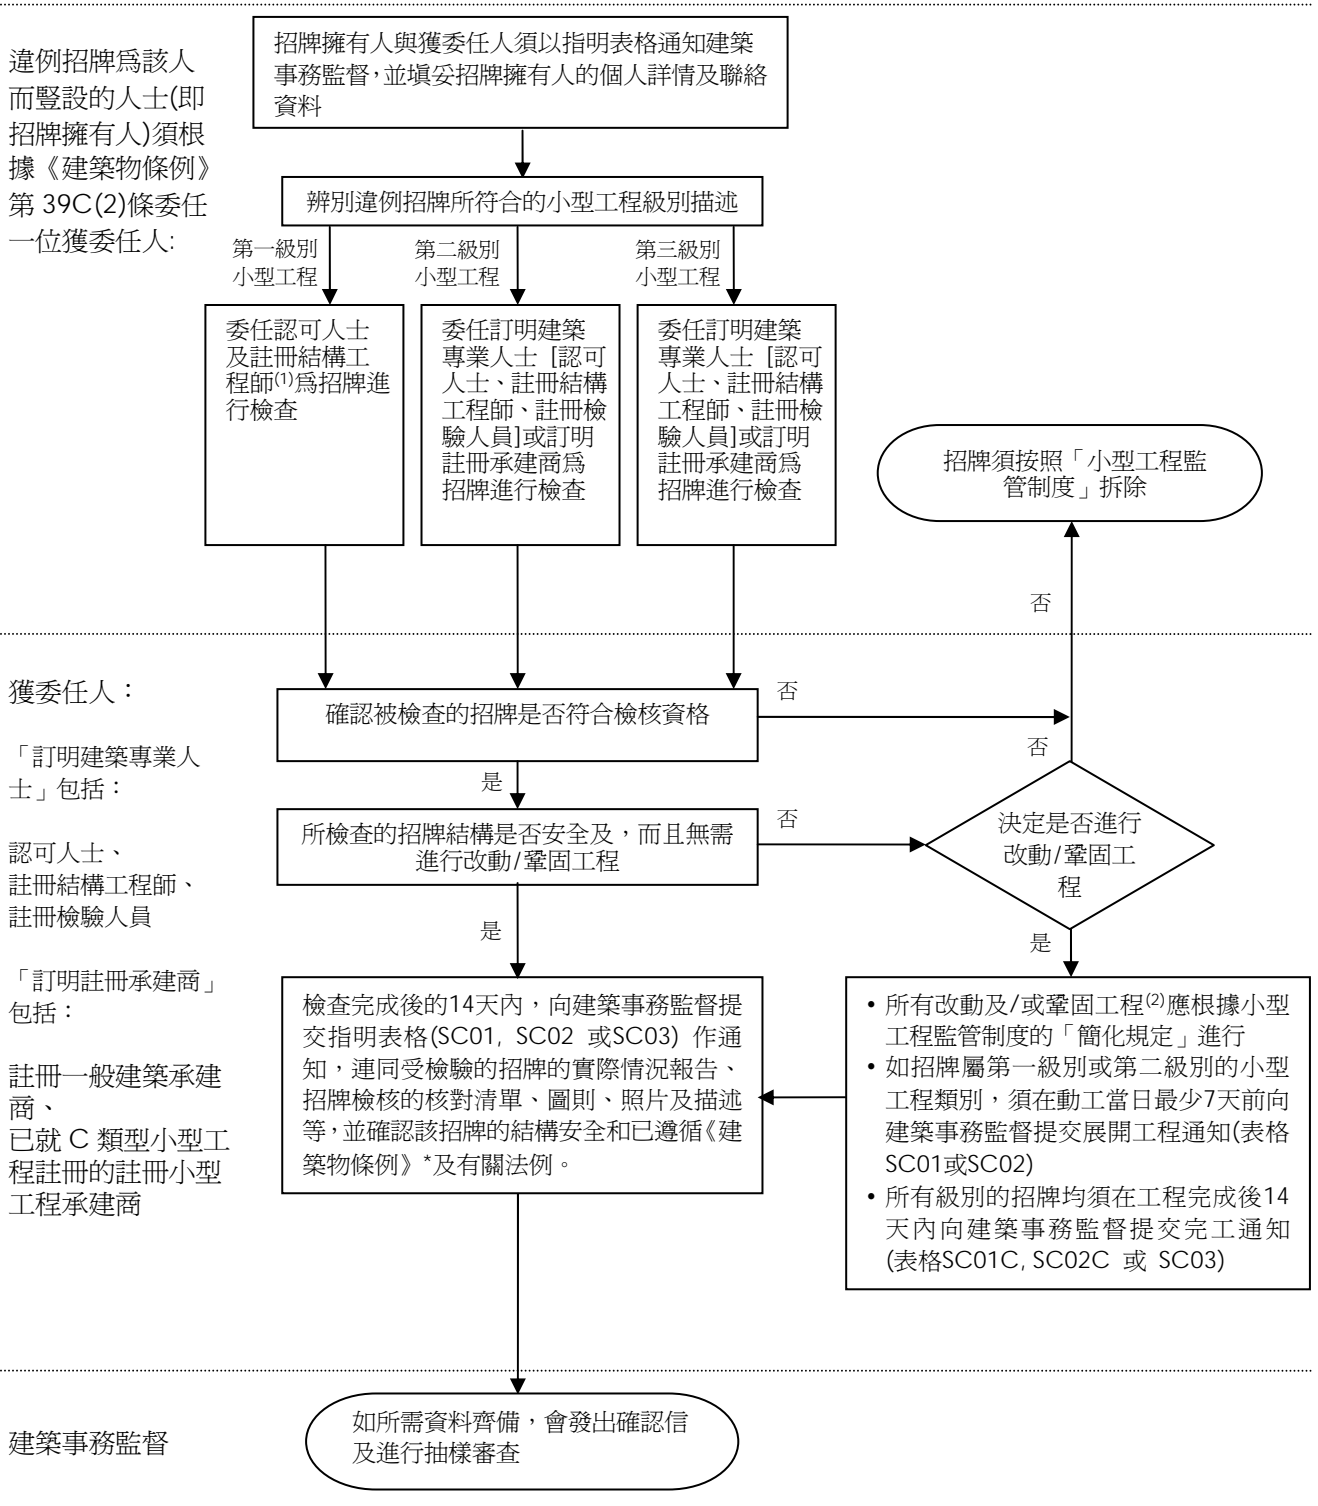 違例招牌為該人
而豎設的人士(即
招牌擁有人)須根
據《建築物條例》
第 39C(2)條委任
一位獲委任人:
招牌擁有人與獲委任人須以指明表格通知建築
事務監督,並填妥招牌擁有人的個人詳情及聯絡
資料
辨別違例招牌所符合的小型工程級別描述
第一級別
小型工程
第二級別
小型工程
第三級別
小型工程
委任認可人士
及註冊結構工
程師(1)為招牌進
行檢查
委任訂明建築
專業人士 [認可
人士、註冊結構
工程師、註冊檢
驗人員]或訂明
註冊承建商為
招牌進行檢查
委任訂明建築
專業人士 [認可
人士、註冊結構
工程師、註冊檢
驗人員]或訂明
註冊承建商為
招牌進行檢查
招牌須按照「小型工程監
管制度」拆除
否
獲委任人:
「訂明建築專業人
士」包括:
認可人士、
註冊結構工程師、
註冊檢驗人員
「訂明註冊承建商」
包括:
註冊一般建築承建
商、
已就 C 類型小型工
程註冊的註冊小型
工程承建商
確認被檢查的招牌是否符合檢核資格
否
是
否
所檢查的招牌結構是否安全及,而且無需
進行改動/鞏固工程
否
決定是否進行
改動/鞏固工
程
是
是
檢查完成後的14天內,向建築事務監督提
交指明表格(SC01, SC02 或SC03) 作通
知,連同受檢驗的招牌的實際情況報告、
招牌檢核的核對清單、圖則、照片及描述
等,並確認該招牌的結構安全和已遵循《建
築物條例》*及有關法例。
• 所有改動及/或鞏固工程(2)應根據小型
工程監管制度的「簡化規定」進行
• 如招牌屬第一級別或第二級別的小型
工程類別,須在動工當日最少7天前向
建築事務監督提交展開工程通知(表格
SC01或SC02)
• 所有級別的招牌均須在工程完成後14
天內向建築事務監督提交完工通知
(表格SC01C, SC02C 或 SC03)
建築事務監督
如所需資料齊備,會發出確認信
及進行抽樣審查